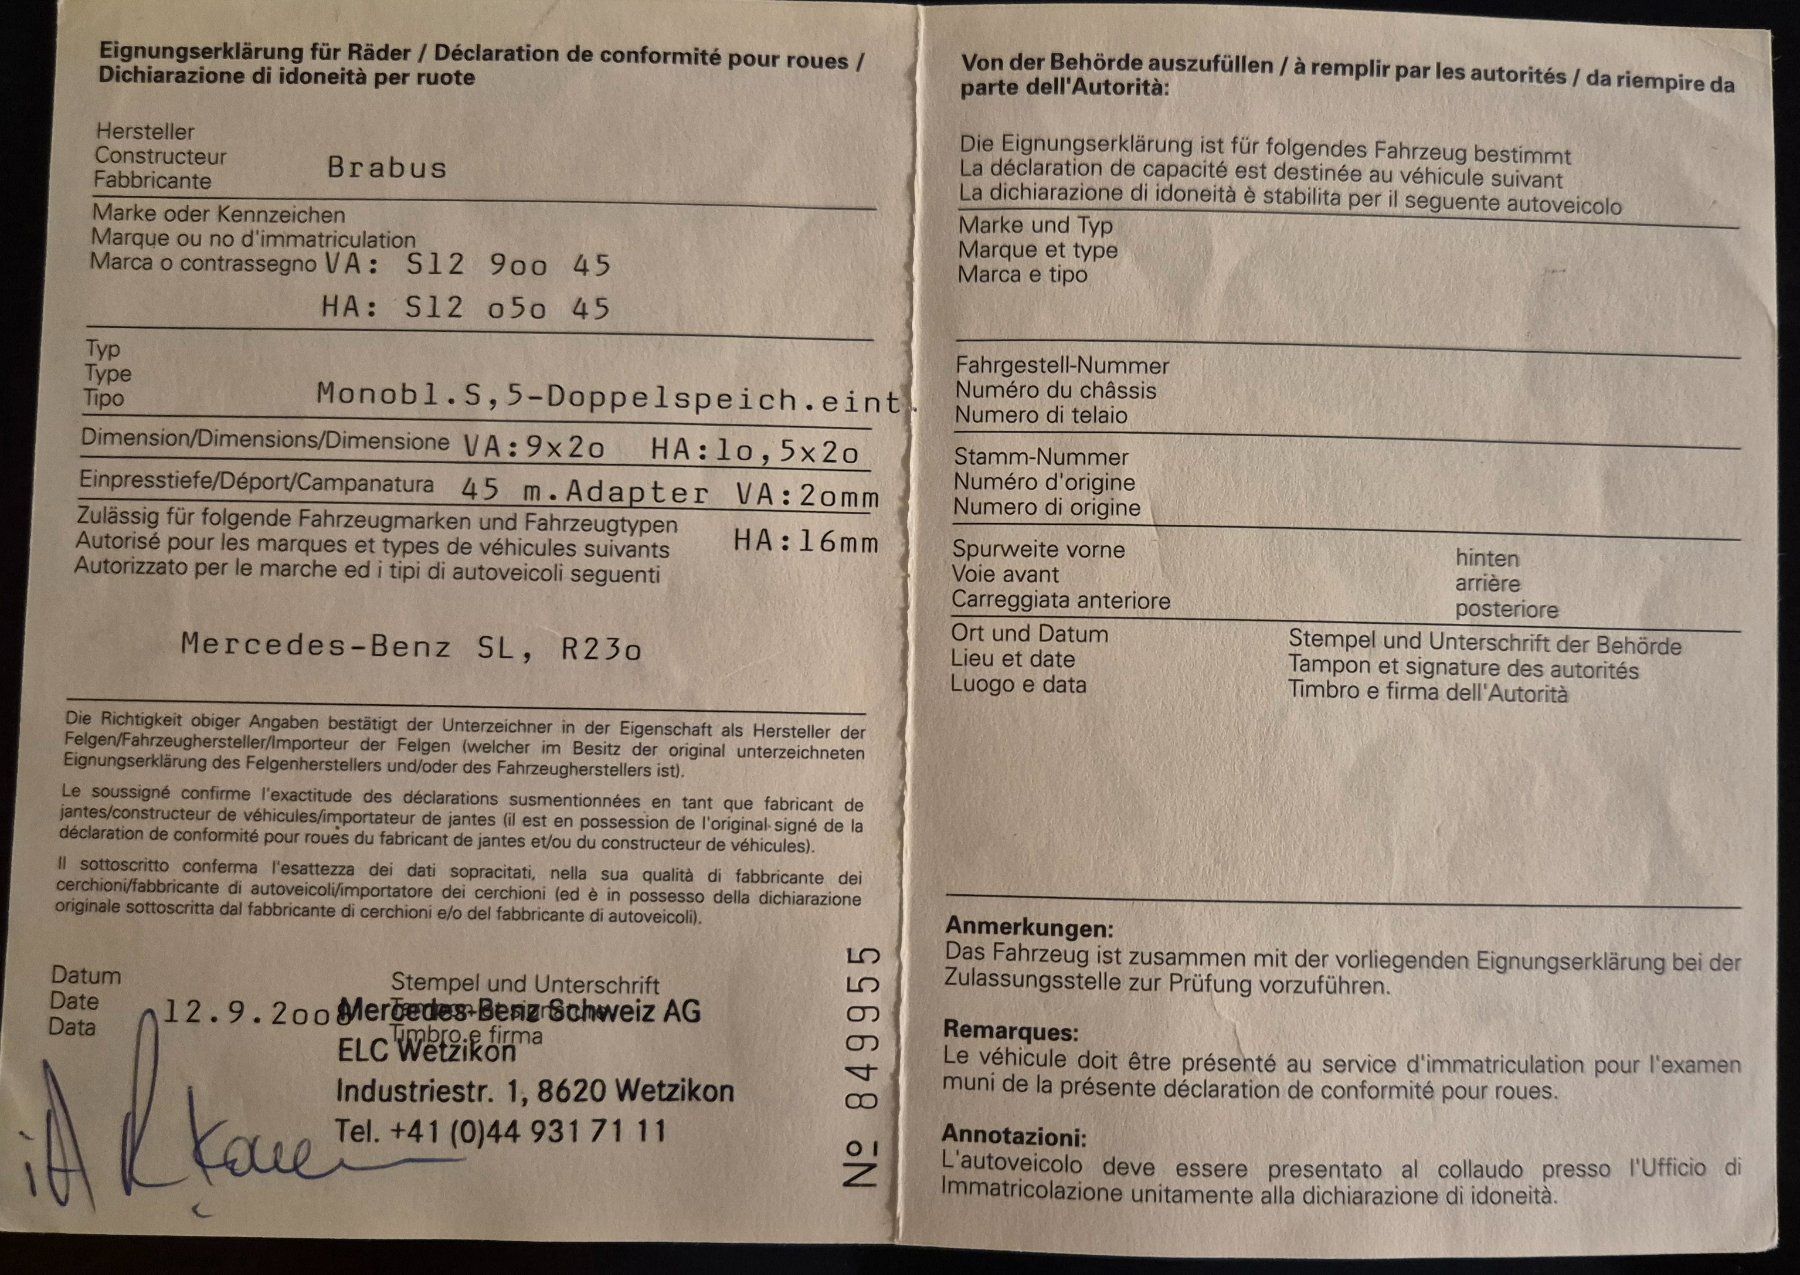 Eignungserklärung für Räder / Déclaration de conformité pour roues /
Dichiarazione di idoneità per ruote
Hersteller
Constructeur
Fabbricante
Brabus
Marke oder Kennzeichen
Marque ou no d'immatriculation
Marca o contrassegno VA: S12 9oo 45
HA: S12 o5o 45
Typ
Type
Tipo
Monobl.S,5-Doppelspeich.eint.
Dimension/Dimensions/Dimensione VA:9x2o HA:1o,5x2o
Einpresstiefe/Déport/Campanatura 45 m.Adapter VA:2omm
Zulässig für folgende Fahrzeugmarken und Fahrzeugtypen
Autorisé pour les marques et types de véhicules suivants HA:16mm
Autorizzato per le marche ed i tipi di autoveicoli seguenti
Mercedes-Benz SL, R23o
Die Richtigkeit obiger Angaben bestätigt der Unterzeichner in der Eigenschaft als Hersteller der
Felgen/Fahrzeughersteller/Importeur der Felgen (welcher im Besitz der original unterzeichneten
Eignungserklärung des Felgenherstellers und/oder des Fahrzeugherstellers ist).
Le soussigné confirme l'exactitude des déclarations susmentionnées en tant que fabricant de
jantes/constructeur de véhicules/importateur de jantes (il est en possession de l'original signé de la
déclaration de conformité pour roues du fabricant de jantes et/ou du constructeur de véhicules).
Il sottoscritto conferma l'esattezza dei dati sopracitati, nella sua qualità di fabbricante dei
cerchioni/fabbricante di autoveicoli/importatore dei cerchioni (ed è in possesso della dichiarazione
originale sottoscritta dal fabbricante di cerchioni e/o del fabbricante di autoveicoli).
Datum
Date
Data
12.9.2oo8
Stempel und Unterschrift
Timbro e firma
Mercedes-Benz Schweiz AG
ELC Wetzikon
Industriestr. 1, 8620 Wetzikon
Tel. +41 (0)44 931 71 11
Nº 849955
Von der Behörde auszufüllen / à remplir par les autorités / da riempire da
parte dell'Autorità:
Die Eignungserklärung ist für folgendes Fahrzeug bestimmt
La déclaration de capacité est destinée au véhicule suivant
La dichiarazione di idoneità è stabilita per il seguente autoveicolo
Marke und Typ
Marque et type
Marca e tipo
Fahrgestell-Nummer
Numéro du châssis
Numero di telaio
Stamm-Nummer
Numéro d'origine
Numero di origine
Spurweite vorne hinten
Voie avant arrière
Carreggiata anteriore posteriore
Ort und Datum
Lieu et date
Luogo e data
Stempel und Unterschrift der Behörde
Tampon et signature des autorités
Timbro e firma dell'Autorità
Anmerkungen:
Das Fahrzeug ist zusammen mit der vorliegenden Eignungserklärung bei der
Zulassungsstelle zur Prüfung vorzuführen.
Remarques:
Le véhicule doit être présenté au service d'immatriculation pour l'examen
muni de la présente déclaration de conformité pour roues.
Annotazioni:
L'autoveicolo deve essere presentato al collaudo presso l'Ufficio di
Immatricolazione unitamente alla dichiarazione di idoneità.